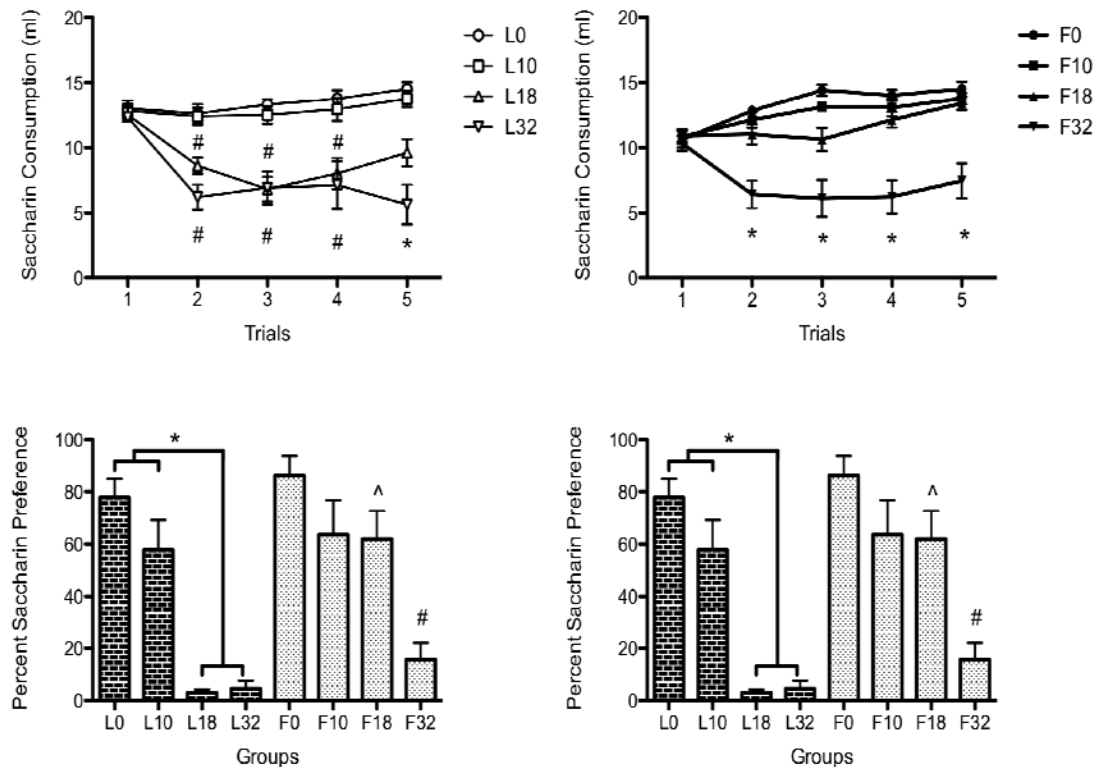 Saccharin Consumption (ml)
20
15
10
5
0
# # #
# # # *
1 2 3 4 5
Trials
L0
L10
L18
L32
Saccharin Consumption (ml)
20
15
10
5
0
* * * *
1 2 3 4 5
Trials
F0
F10
F18
F32
Percent Saccharin Preference
100
80
60
40
20
0
*
^
#
L0 L10 L18 L32 F0 F10 F18 F32
Groups
Percent Saccharin Preference
100
80
60
40
20
0
*
^
#
L0 L10 L18 L32 F0 F10 F18 F32
Groups